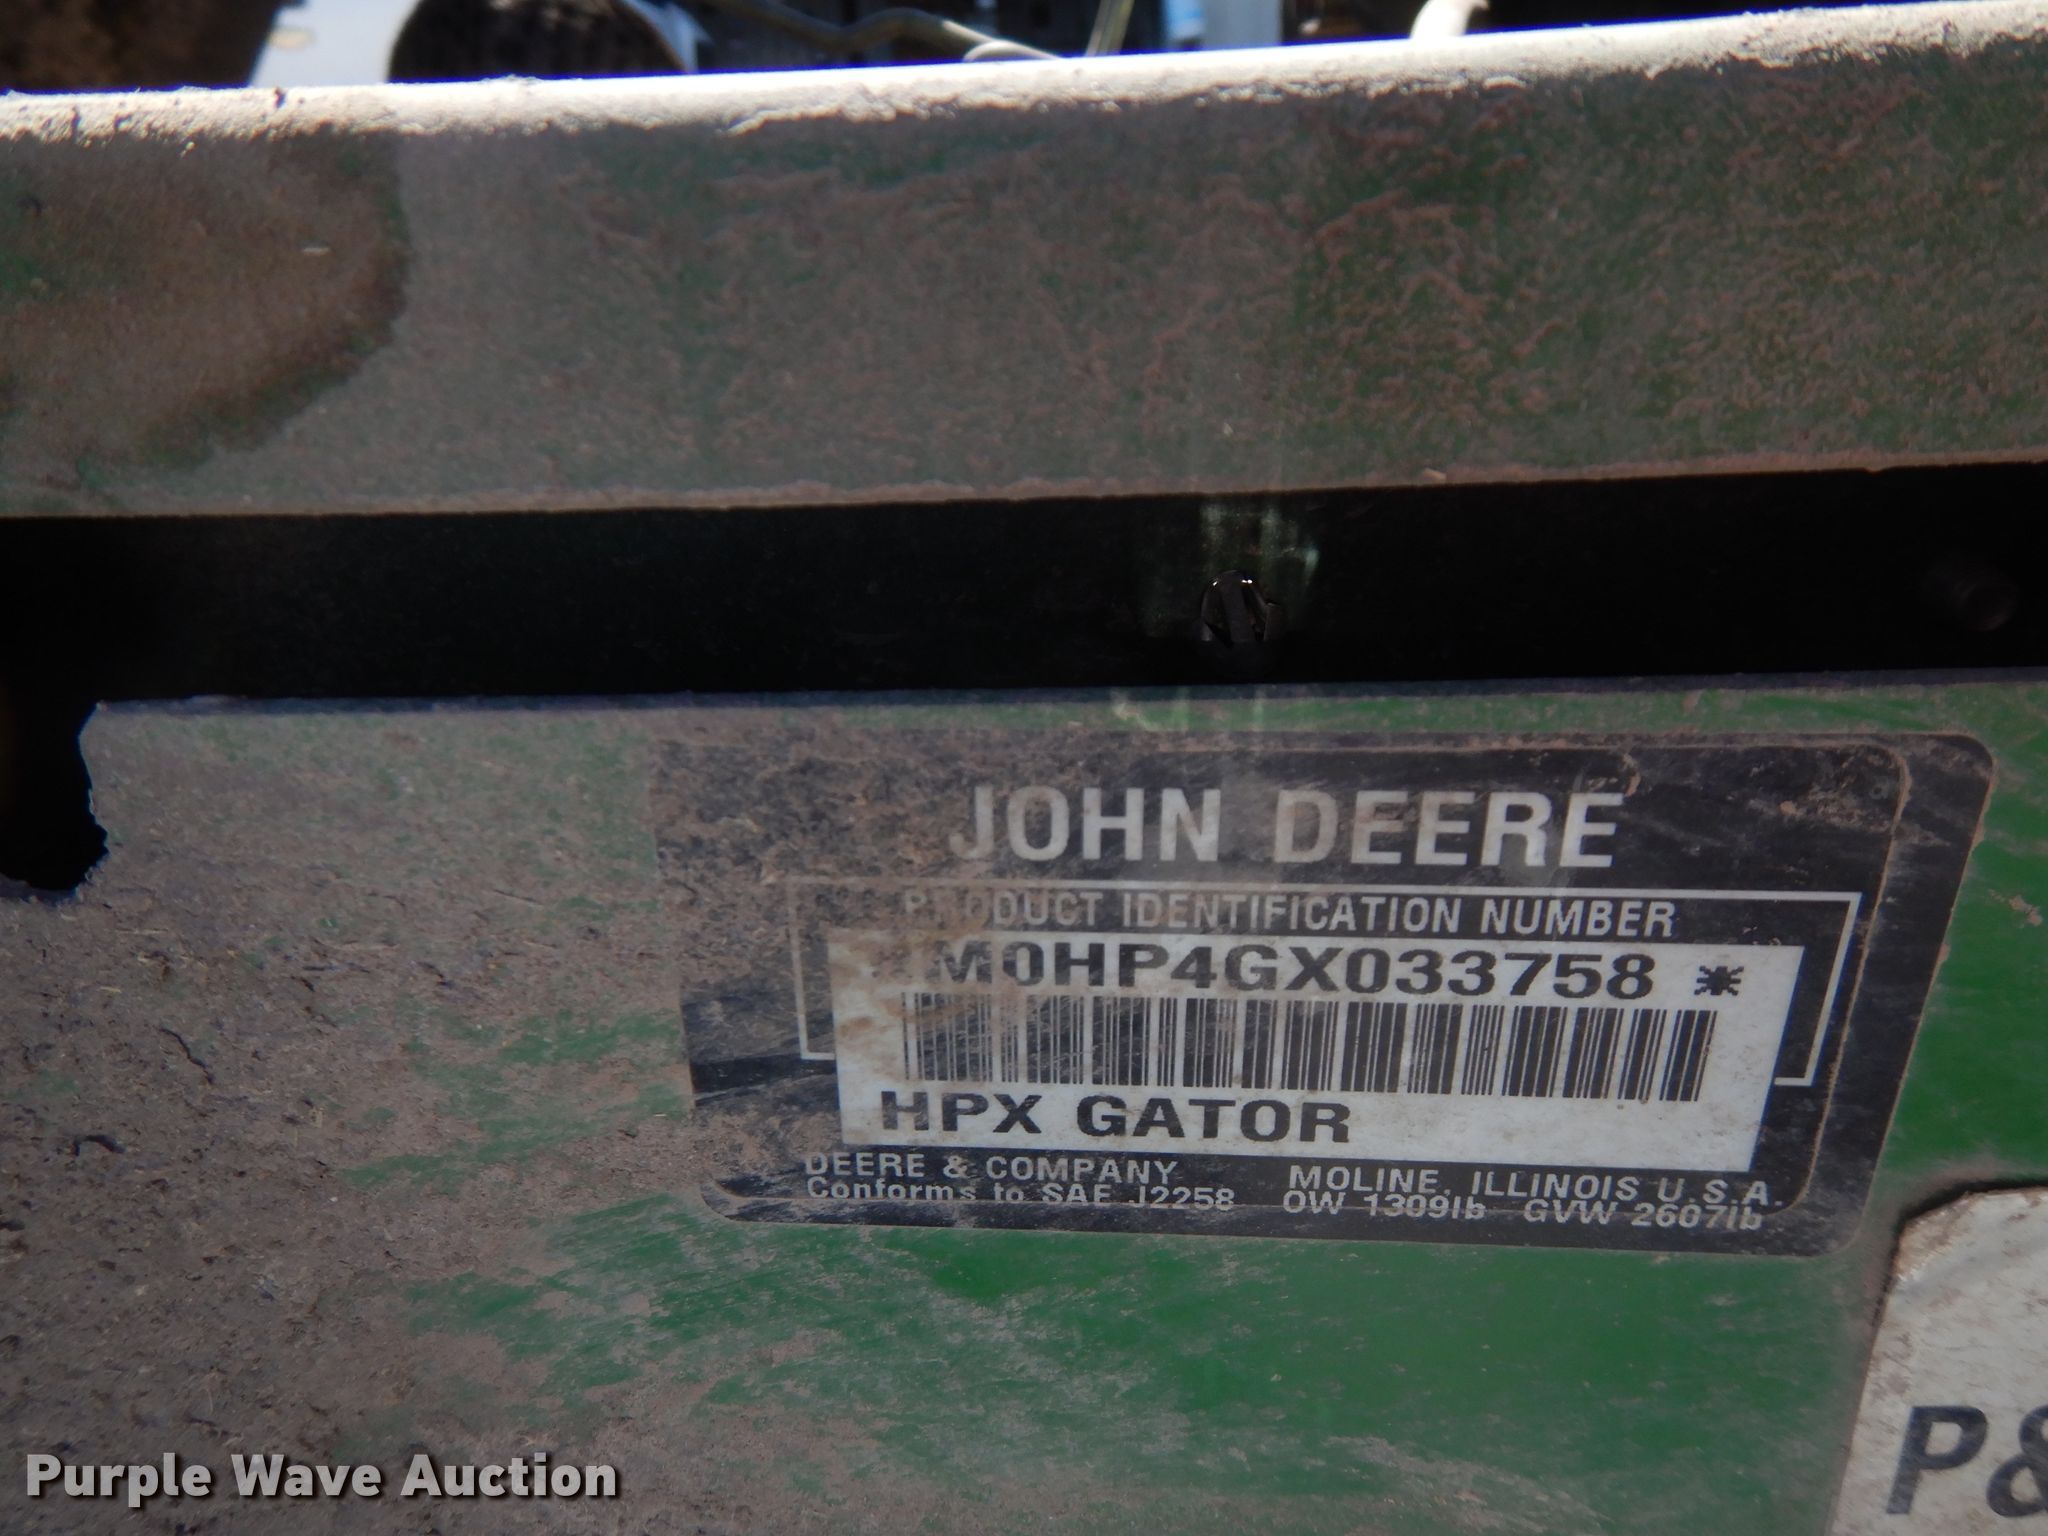 JOHN DEERE
PRODUCT IDENTIFICATION NUMBER
M0HP4GX033758 *
HPX GATOR
DEERE & COMPANY MOLINE, ILLINOIS U.S.A.
Conforms to SAE J2258 OW 1309lb GVW 2607lb
P&
Purple Wave Auction